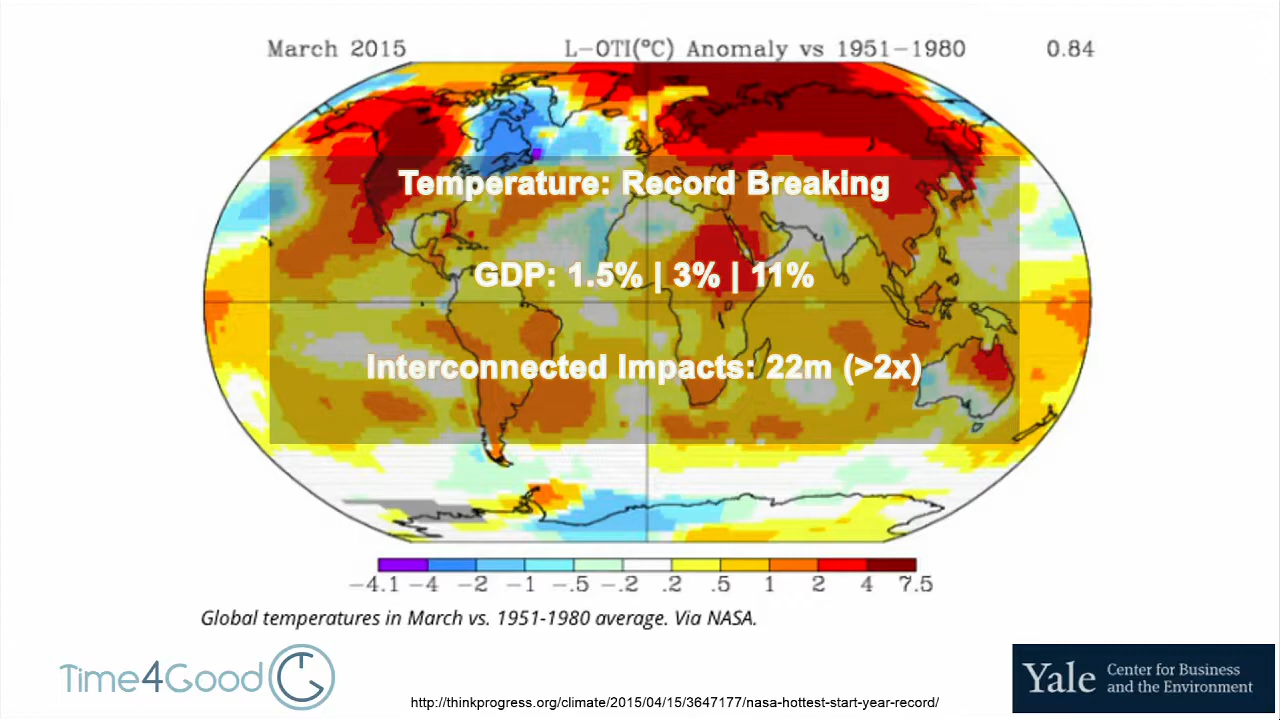 March 2015 L-OTI(°C) Anomaly vs 1951-1980 0.84
Temperature: Record Breaking
GDP: 1.5% | 3% | 11%
Interconnected Impacts: 22m (>2x)
-4.1 -4 -2 -1 -.5 -.2 .2 .5 1 2 4 7.5
Global temperatures in March vs. 1951-1980 average. Via NASA.
Time4Good
http://thinkprogress.org/climate/2015/04/15/3647177/nasa-hottest-start-year-record/
Yale Center for Business
and the Environment